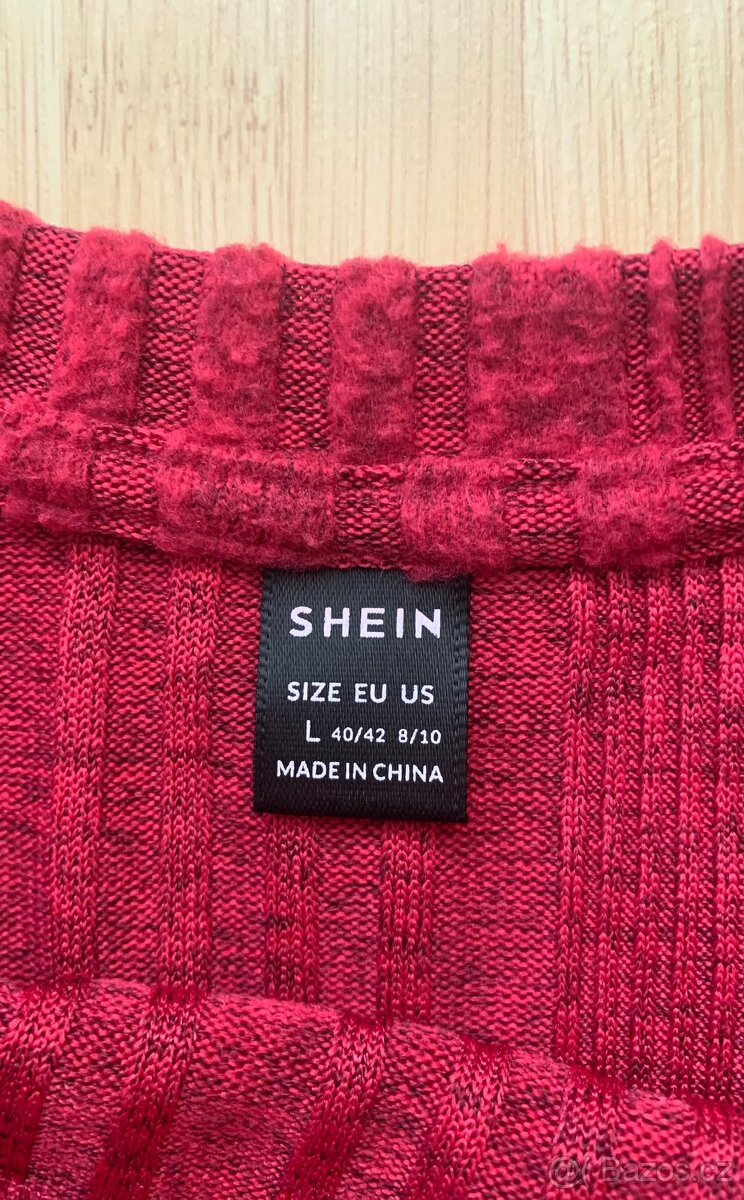 SHEIN
SIZE EU US
L 40/42 8/10
MADE IN CHINA
Bazos.cz